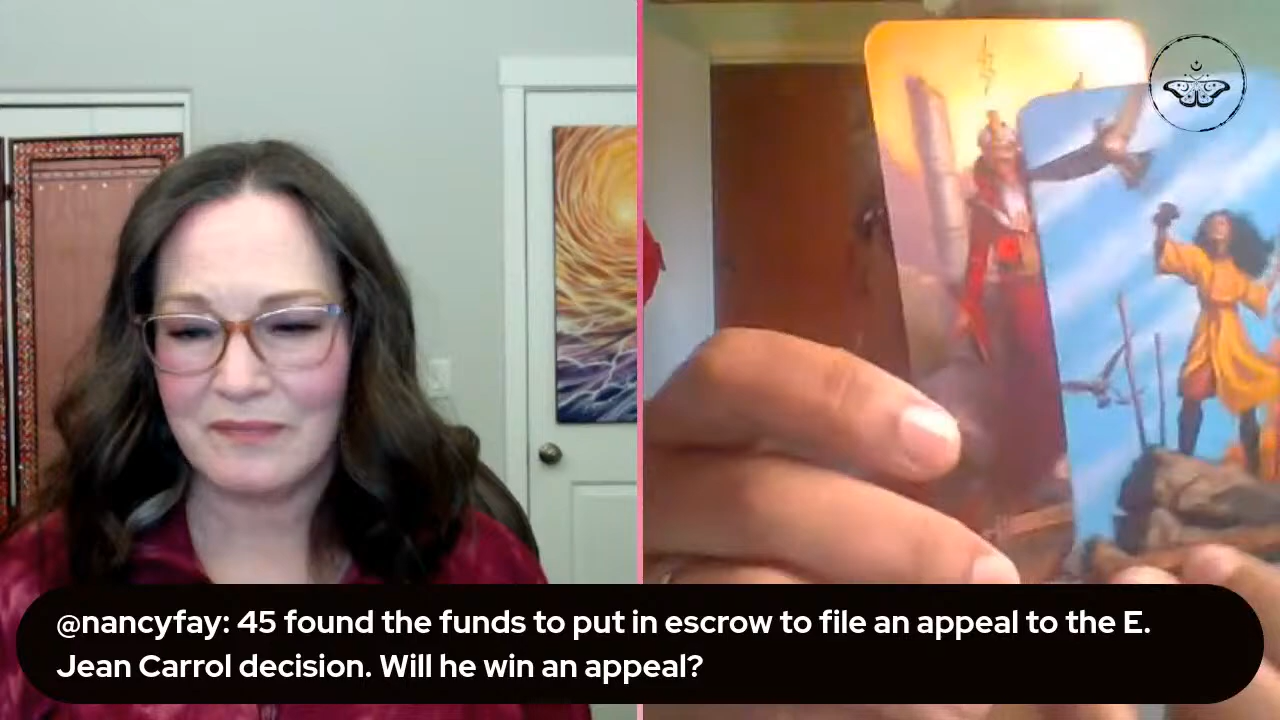 @nancyfay: 45 found the funds to put in escrow to file an appeal to the E.
Jean Carrol decision. Will he win an appeal?